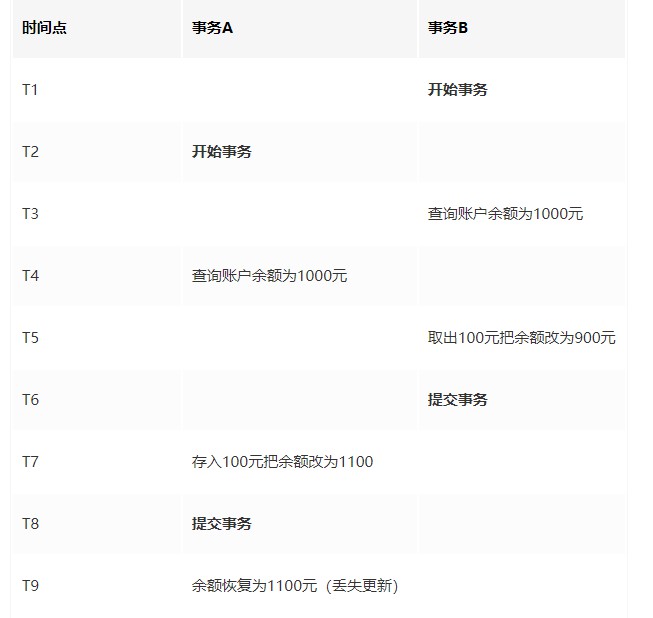 时间点 事务A 事务B
T1 开始事务
T2 开始事务
T3 查询账户余额为1000元
T4 查询账户余额为1000元
T5 取出100元把余额改为900元
T6 提交事务
T7 存入100元把余额改为1100
T8 提交事务
T9 余额恢复为1100元（丢失更新）